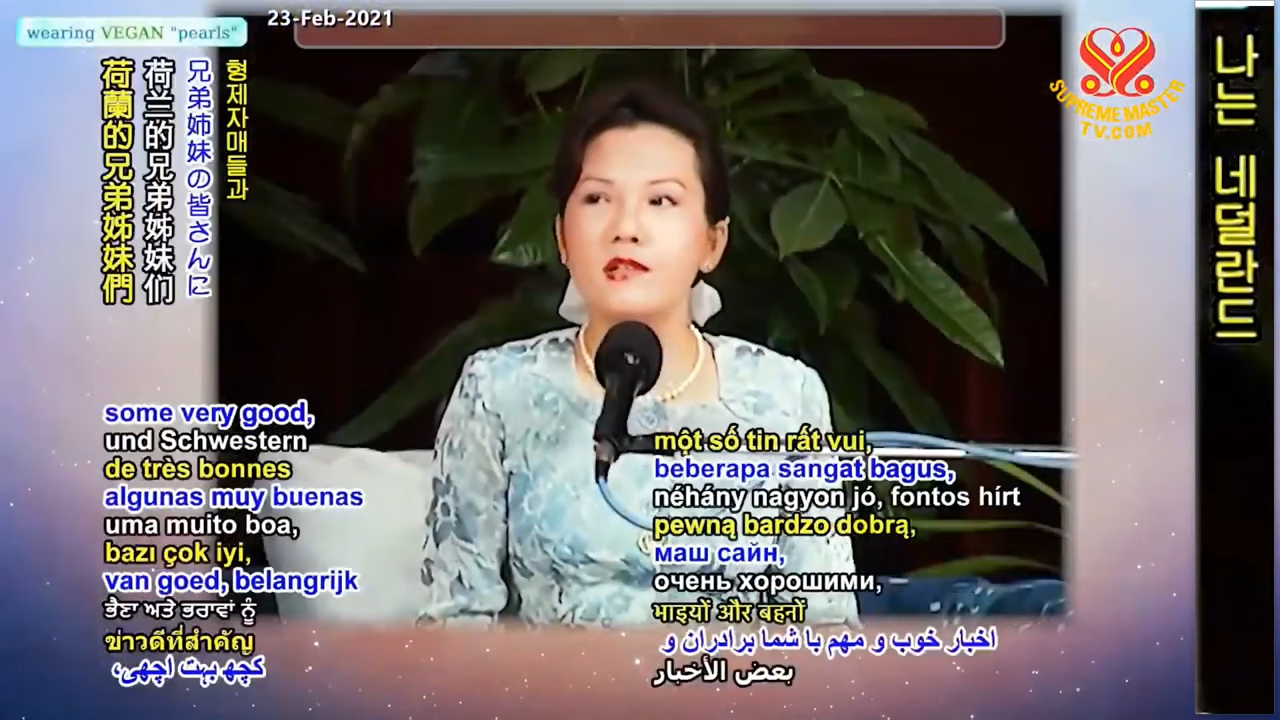 wearing VEGAN "pearls"
23-Feb-2021
SUPREME MASTER
TV.COM
나는 네덜란드
형제자매들과
兄弟姉妹の皆さんに
荷兰的兄弟姊妹们
荷蘭的兄弟姊妹們
some very good,
und Schwestern
de très bonnes
algunas muy buenas
uma muito boa,
bazı çok iyi,
van goed, belangrijk
ਭੈਣਾ ਅਤੇ ਭਰਾਵਾਂ ਨੂੰ
ข่าวดีที่สำคัญ
کچھ بہت اچھی،
một số tin rất vui,
beberapa sangat bagus,
néhány nagyon jó, fontos hírt
pewną bardzo dobrą,
маш сайн,
очень хорошими,
भाइयों और बहनों
اخبار خوب و مهم با شما برادران و
بعض الأخبار